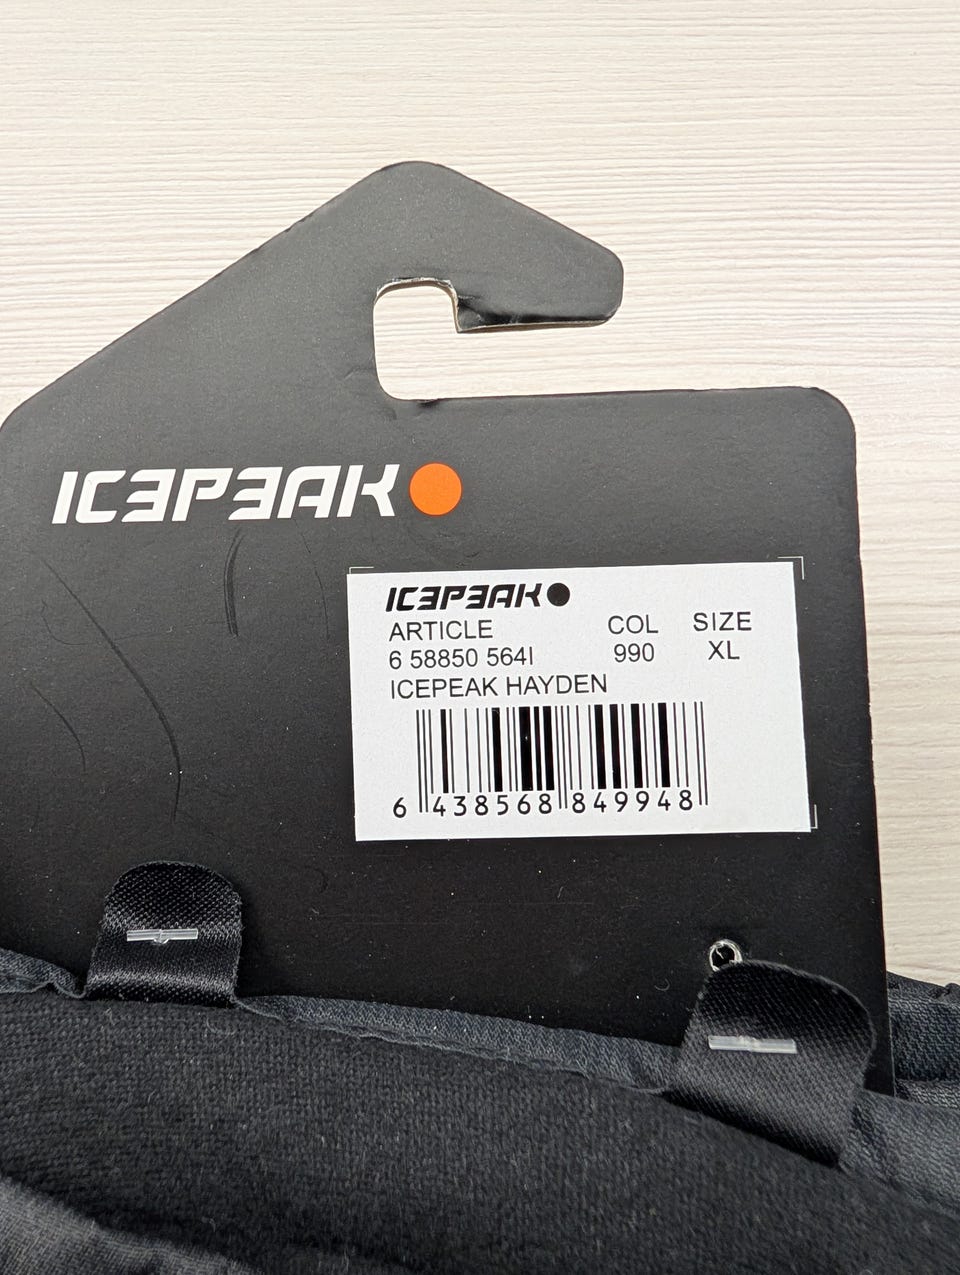 ICEPEAK
ICEPEAK
ARTICLE COL SIZE
6 58850 564I 990 XL
ICEPEAK HAYDEN
6 438568 849948